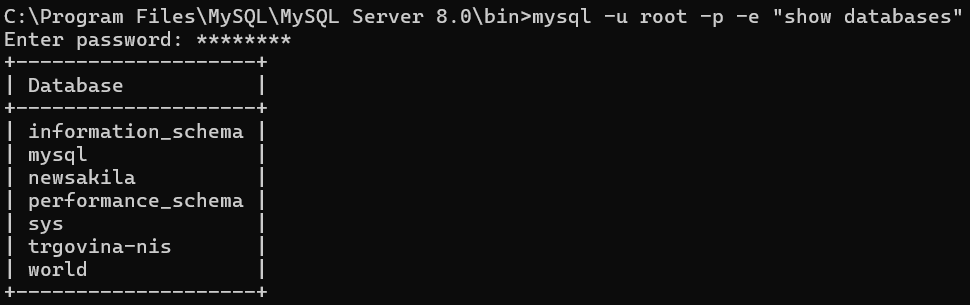 C:\Program Files\MySQL\MySQL Server 8.0\bin>mysql -u root -p -e "show databases"
Enter password: ********
+--------------------+
| Database           |
+--------------------+
| information_schema |
| mysql              |
| newsakila          |
| performance_schema |
| sys                |
| trgovina-nis       |
| world              |
+--------------------+